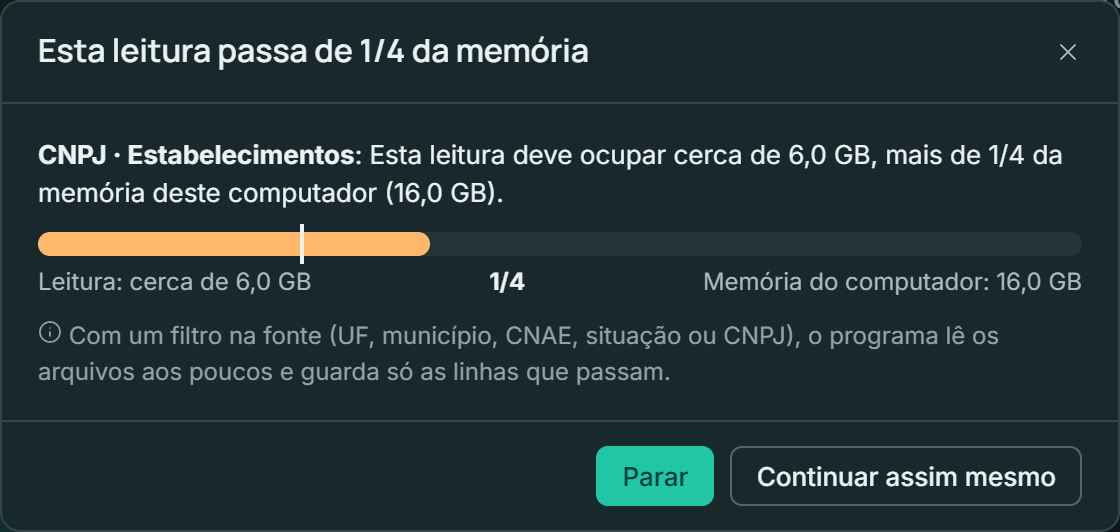 Esta leitura passa de 1/4 da memória
CNPJ · Estabelecimentos: Esta leitura deve ocupar cerca de 6,0 GB, mais de 1/4 da
memória deste computador (16,0 GB).
Leitura: cerca de 6,0 GB 1/4 Memória do computador: 16,0 GB
Com um filtro na fonte (UF, município, CNAE, situação ou CNPJ), o programa lê os
arquivos aos poucos e guarda só as linhas que passam.
Parar Continuar assim mesmo